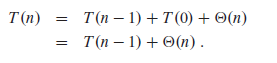 T(n) = T(n − 1) + T(0) + Θ(n)
= T(n − 1) + Θ(n) .